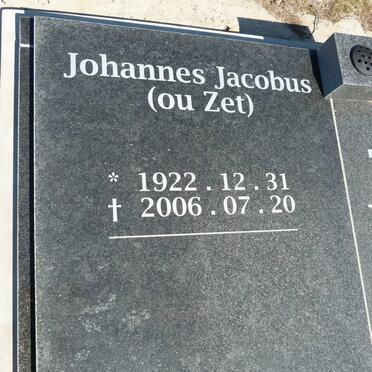 Johannes Jacobus
(ou Zet)
* 1922.12.31
† 2006.07.20